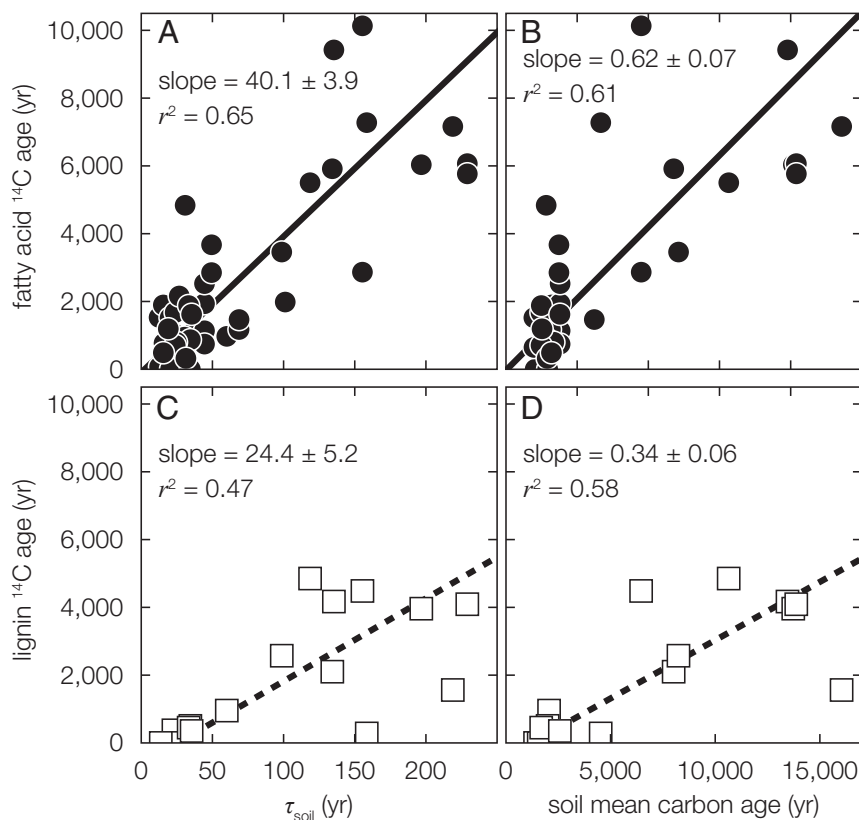 A
slope = 40.1 ± 3.9
r² = 0.65
B
slope = 0.62 ± 0.07
r² = 0.61
10,000
8,000
6,000
4,000
2,000
0
fatty acid ¹⁴C age (yr)
C
slope = 24.4 ± 5.2
r² = 0.47
D
slope = 0.34 ± 0.06
r² = 0.58
10,000
8,000
6,000
4,000
2,000
0
lignin ¹⁴C age (yr)
0 50 100 150 200
5,000 10,000 15,000
τsoil (yr)
soil mean carbon age (yr)